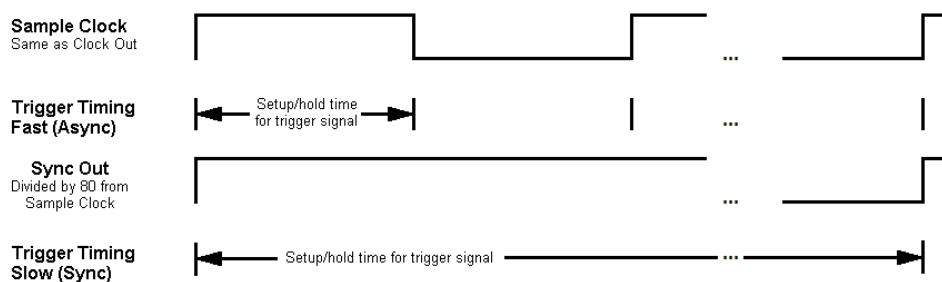 Sample Clock
Same as Clock Out
...
Trigger Timing
Fast (Async)
Setup/hold time
for trigger signal
...
Sync Out
Divided by 80 from
Sample Clock
...
Trigger Timing
Slow (Sync)
Setup/hold time for trigger signal
...